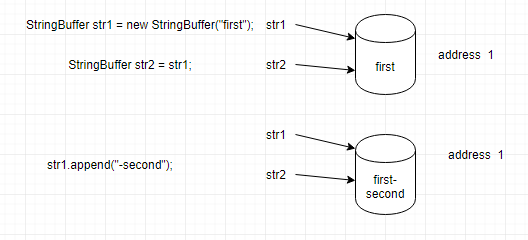 StringBuffer str1 = new StringBuffer("first"); str1
StringBuffer str2 = str1; str2
first
address 1
str1
str1.append("-second"); str2
first-
second
address 1